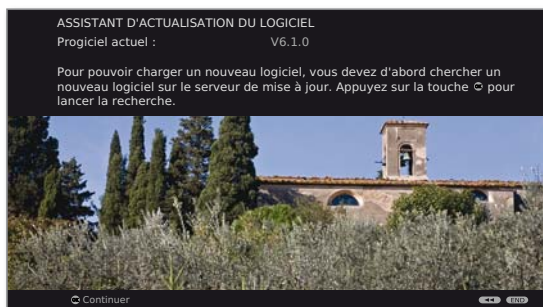 ASSISTANT D'ACTUALISATION DU LOGICIEL
Progiciel actuel : V6.1.0
Pour pouvoir charger un nouveau logiciel, vous devez d'abord chercher un
nouveau logiciel sur le serveur de mise à jour. Appuyez sur la touche OK pour
lancer la recherche.
OK Continuer
END